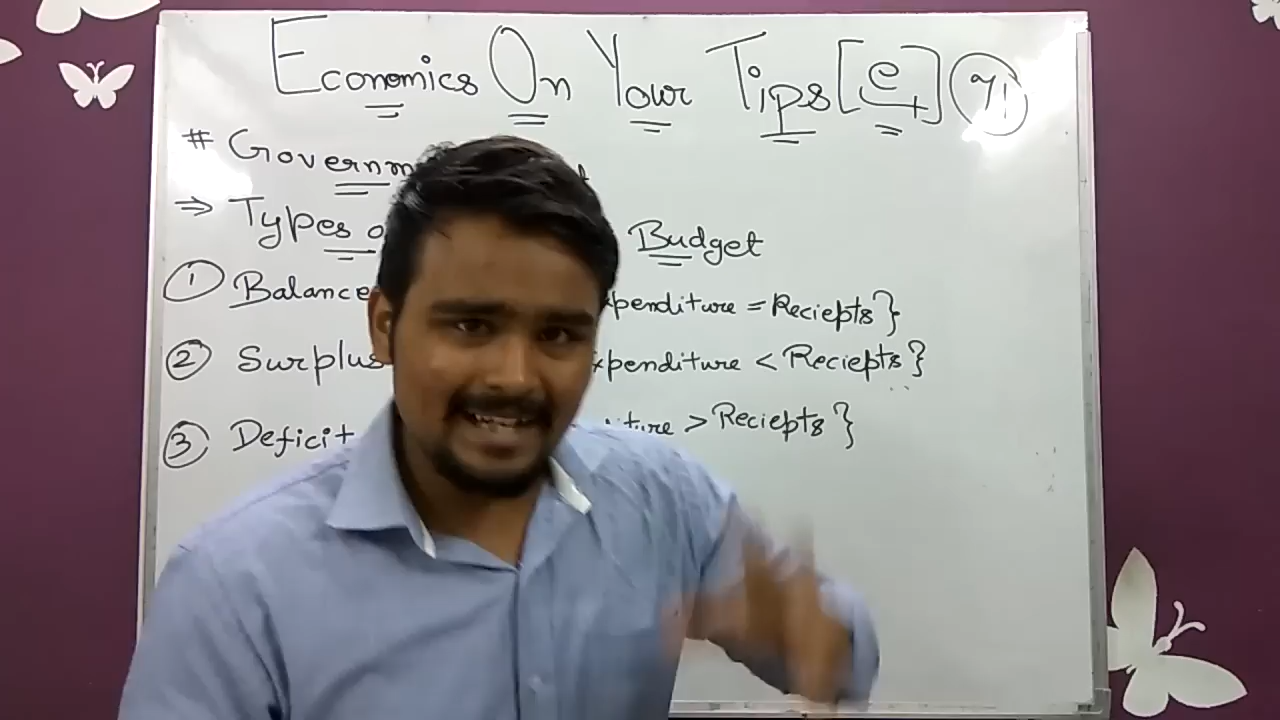 Economics On Your Tips [e] 71
# Governm
⇒ Types o Budget
① Balance xpenditure = Reciepts}
② Surplus xpenditure < Reciepts}
③ Deficit iture > Reciepts}